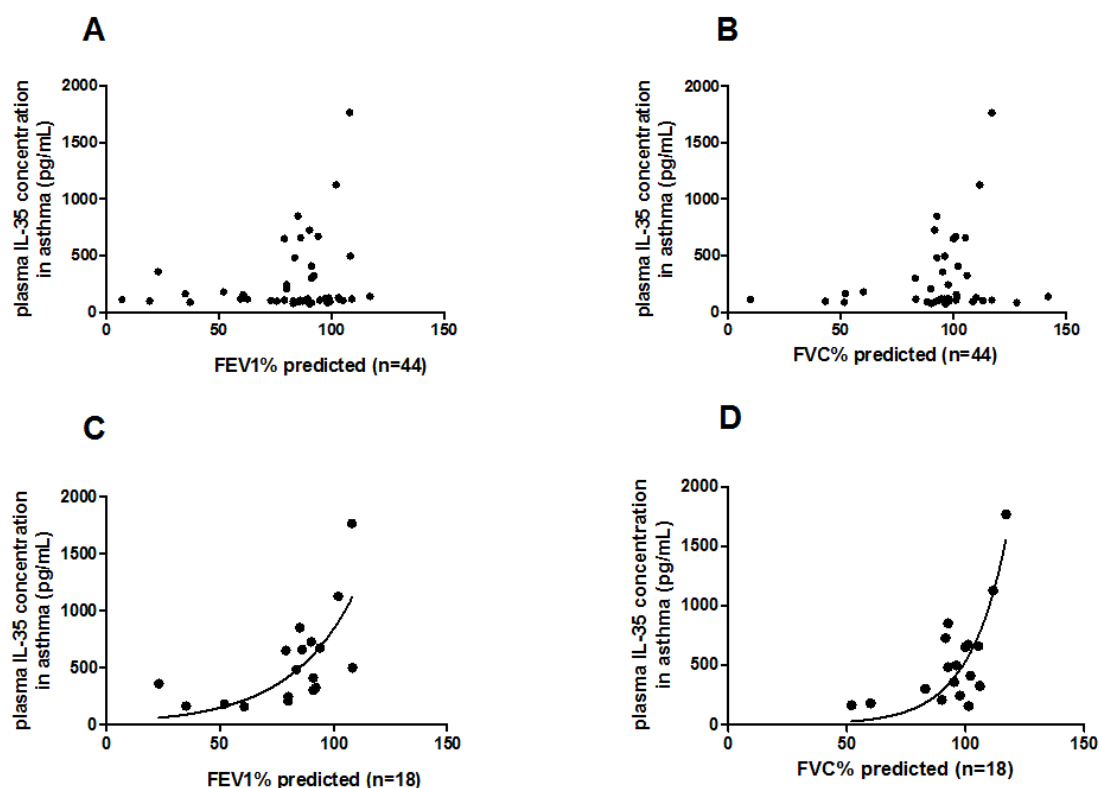 A
plasma IL-35 concentration
in asthma (pg/mL)
2000
1500
1000
500
0
0
50
100
150
FEV1% predicted (n=44)
B
plasma IL-35 concentration
in asthma (pg/mL)
2000
1500
1000
500
0
0
50
100
150
FVC% predicted (n=44)
C
plasma IL-35 concentration
in asthma (pg/mL)
2000
1500
1000
500
0
0
50
100
150
FEV1% predicted (n=18)
D
plasma IL-35 concentration
in asthma (pg/mL)
2000
1500
1000
500
0
0
50
100
150
FVC% predicted (n=18)